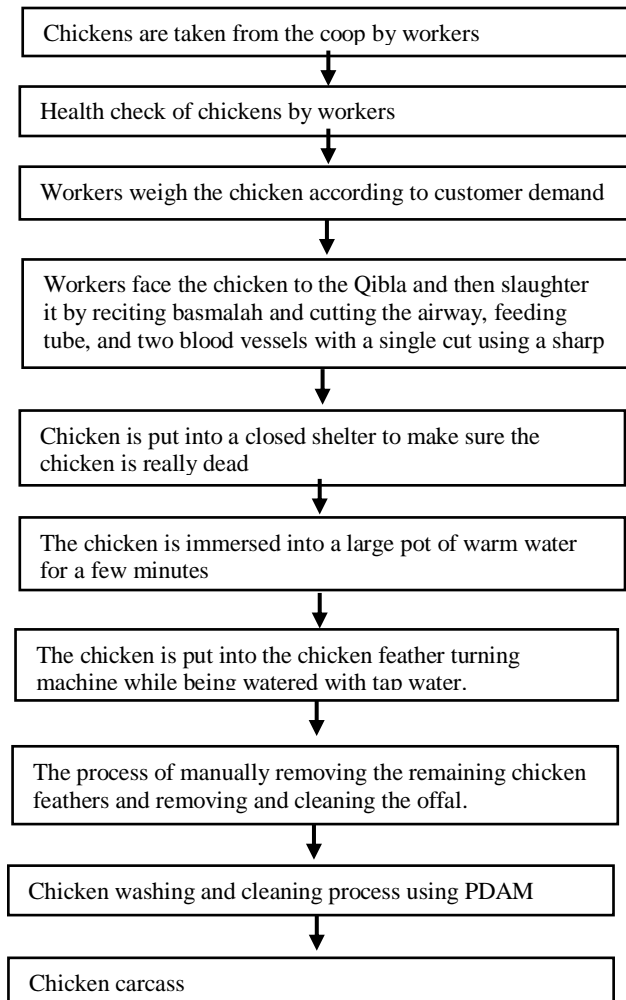 Chickens are taken from the coop by workers
Health check of chickens by workers
Workers weigh the chicken according to customer demand
Workers face the chicken to the Qibla and then slaughter
it by reciting basmalah and cutting the airway, feeding
tube, and two blood vessels with a single cut using a sharp
Chicken is put into a closed shelter to make sure the
chicken is really dead
The chicken is immersed into a large pot of warm water
for a few minutes
The chicken is put into the chicken feather turning
machine while being watered with tap water.
The process of manually removing the remaining chicken
feathers and removing and cleaning the offal.
Chicken washing and cleaning process using PDAM
Chicken carcass